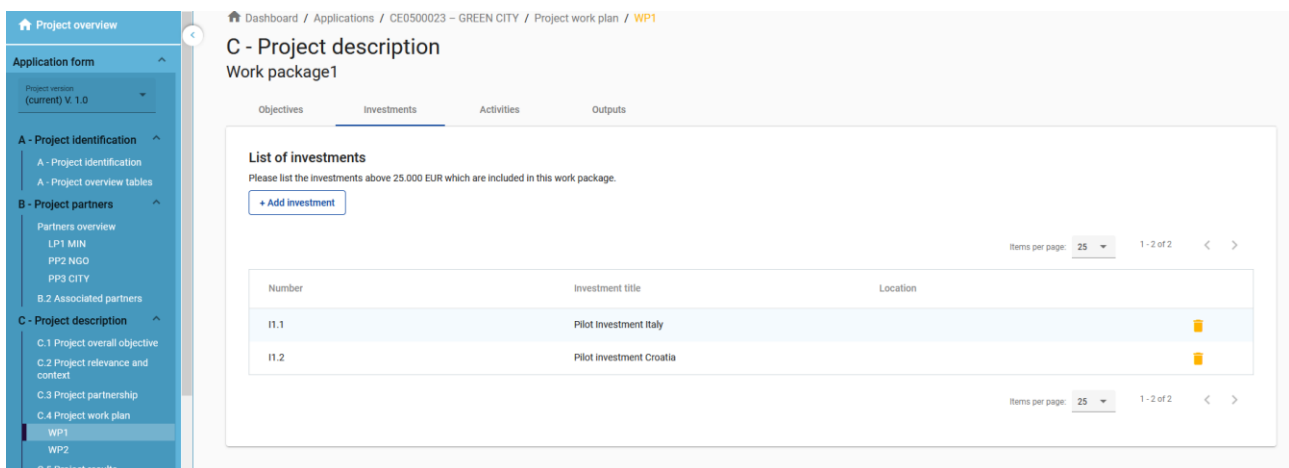 Project overview
Application form
Project version
(current) V. 1.0
A - Project identification
A - Project identification
A - Project overview tables
B - Project partners
Partners overview
LP1 MIN
PP2 NGO
PP3 CITY
B.2 Associated partners
C - Project description
C.1 Project overall objective
C.2 Project relevance and
context
C.3 Project partnership
C.4 Project work plan
WP1
WP2
C.5 Project results
Dashboard / Applications / CE0500023 – GREEN CITY / Project work plan / WP1
C - Project description
Work package1
Objectives Investments Activities Outputs
List of investments
Please list the investments above 25.000 EUR which are included in this work package.
+ Add investment
Items per page: 25 1 - 2 of 2
Number Investment title Location
I1.1 Pilot Investment Italy
I1.2 Pilot investment Croatia
Items per page: 25 1 - 2 of 2